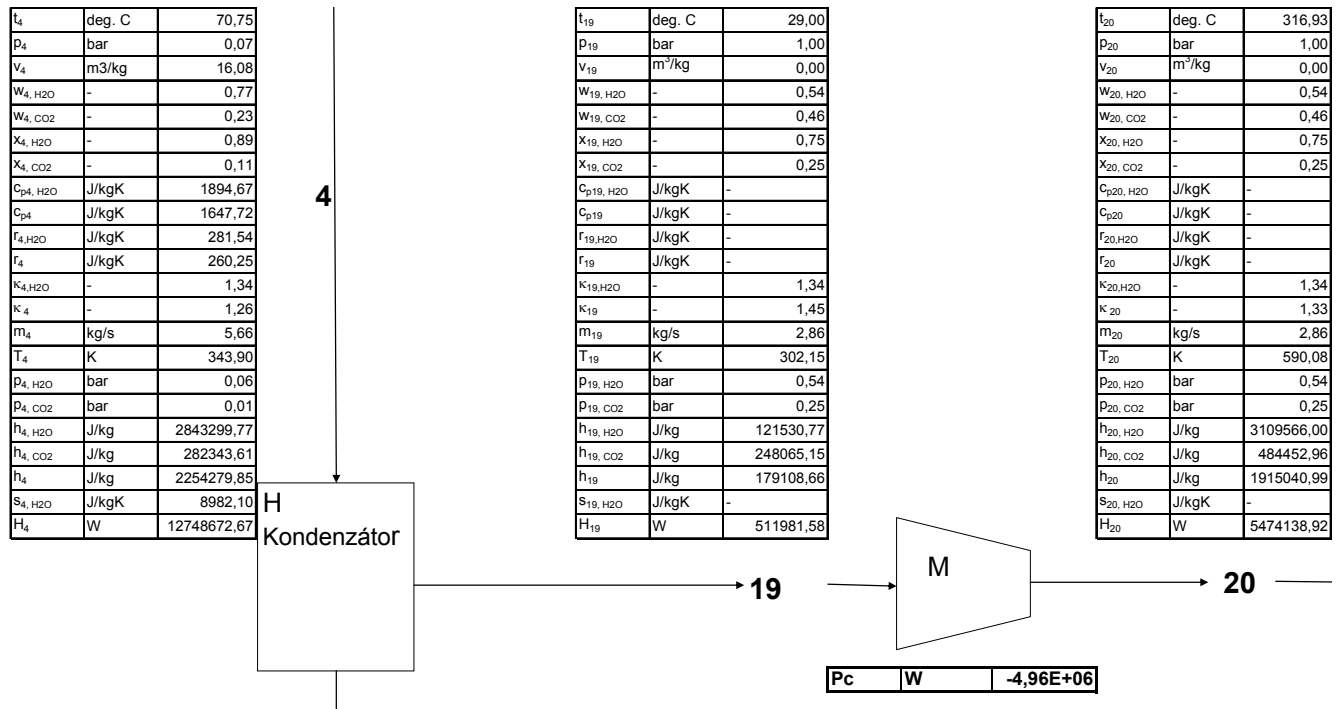 t4 deg. C 70,75
p4 bar 0,07
v4 m3/kg 16,08
w4, H2O - 0,77
w4, CO2 - 0,23
x4, H2O - 0,89
x4, CO2 - 0,11
cp4, H2O J/kgK 1894,67
cp4 J/kgK 1647,72
r4,H2O J/kgK 281,54
r4 J/kgK 260,25
κ4,H2O - 1,34
κ 4 - 1,26
m4 kg/s 5,66
T4 K 343,90
p4, H2O bar 0,06
p4, CO2 bar 0,01
h4, H2O J/kg 2843299,77
h4, CO2 J/kg 282343,61
h4 J/kg 2254279,85
s4, H2O J/kgK 8982,10
H4 W 12748672,67
4
H
Kondenzátor
t19 deg. C 29,00
p19 bar 1,00
v19 m³/kg 0,00
w19, H2O - 0,54
w19, CO2 - 0,46
x19, H2O - 0,75
x19, CO2 - 0,25
cp19, H2O J/kgK -
cp19 J/kgK -
r19,H2O J/kgK -
r19 J/kgK -
κ19,H2O - 1,34
κ19 - 1,45
m19 kg/s 2,86
T19 K 302,15
p19, H2O bar 0,54
p19, CO2 bar 0,25
h19, H2O J/kg 121530,77
h19, CO2 J/kg 248065,15
h19 J/kg 179108,66
s19, H2O J/kgK -
H19 W 511981,58
19
M
Pc W -4,96E+06
t20 deg. C 316,93
p20 bar 1,00
v20 m³/kg 0,00
w20, H2O - 0,54
w20, CO2 - 0,46
x20, H2O - 0,75
x20, CO2 - 0,25
cp20, H2O J/kgK -
cp20 J/kgK -
r20,H2O J/kgK -
r20 J/kgK -
κ20,H2O - 1,34
κ 20 - 1,33
m20 kg/s 2,86
T20 K 590,08
p20, H2O bar 0,54
p20, CO2 bar 0,25
h20, H2O J/kg 3109566,00
h20, CO2 J/kg 484452,96
h20 J/kg 1915040,99
s20, H2O J/kgK -
H20 W 5474138,92
20